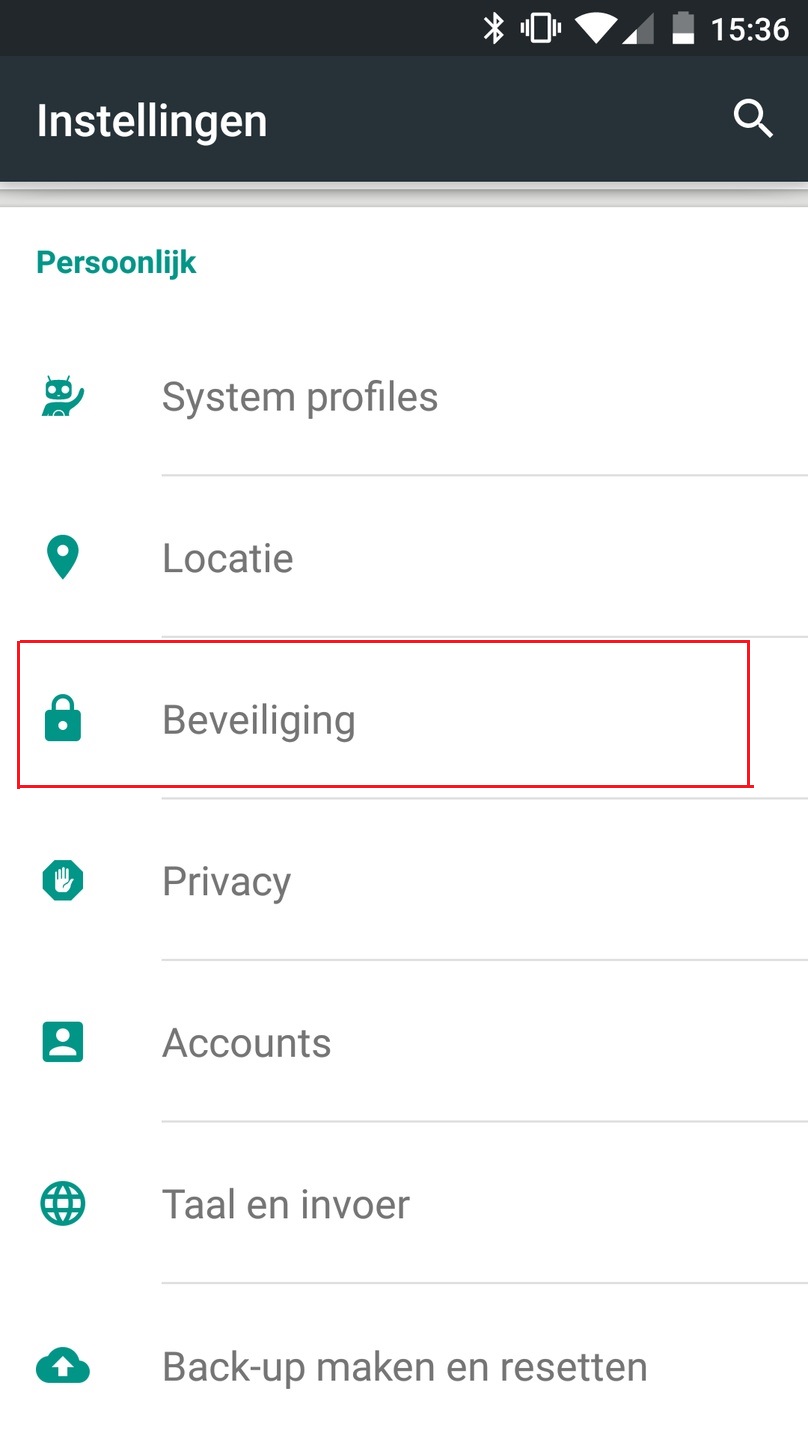 15:36
Instellingen
Persoonlijk
System profiles
Locatie
Beveiliging
Privacy
Accounts
Taal en invoer
Back-up maken en resetten